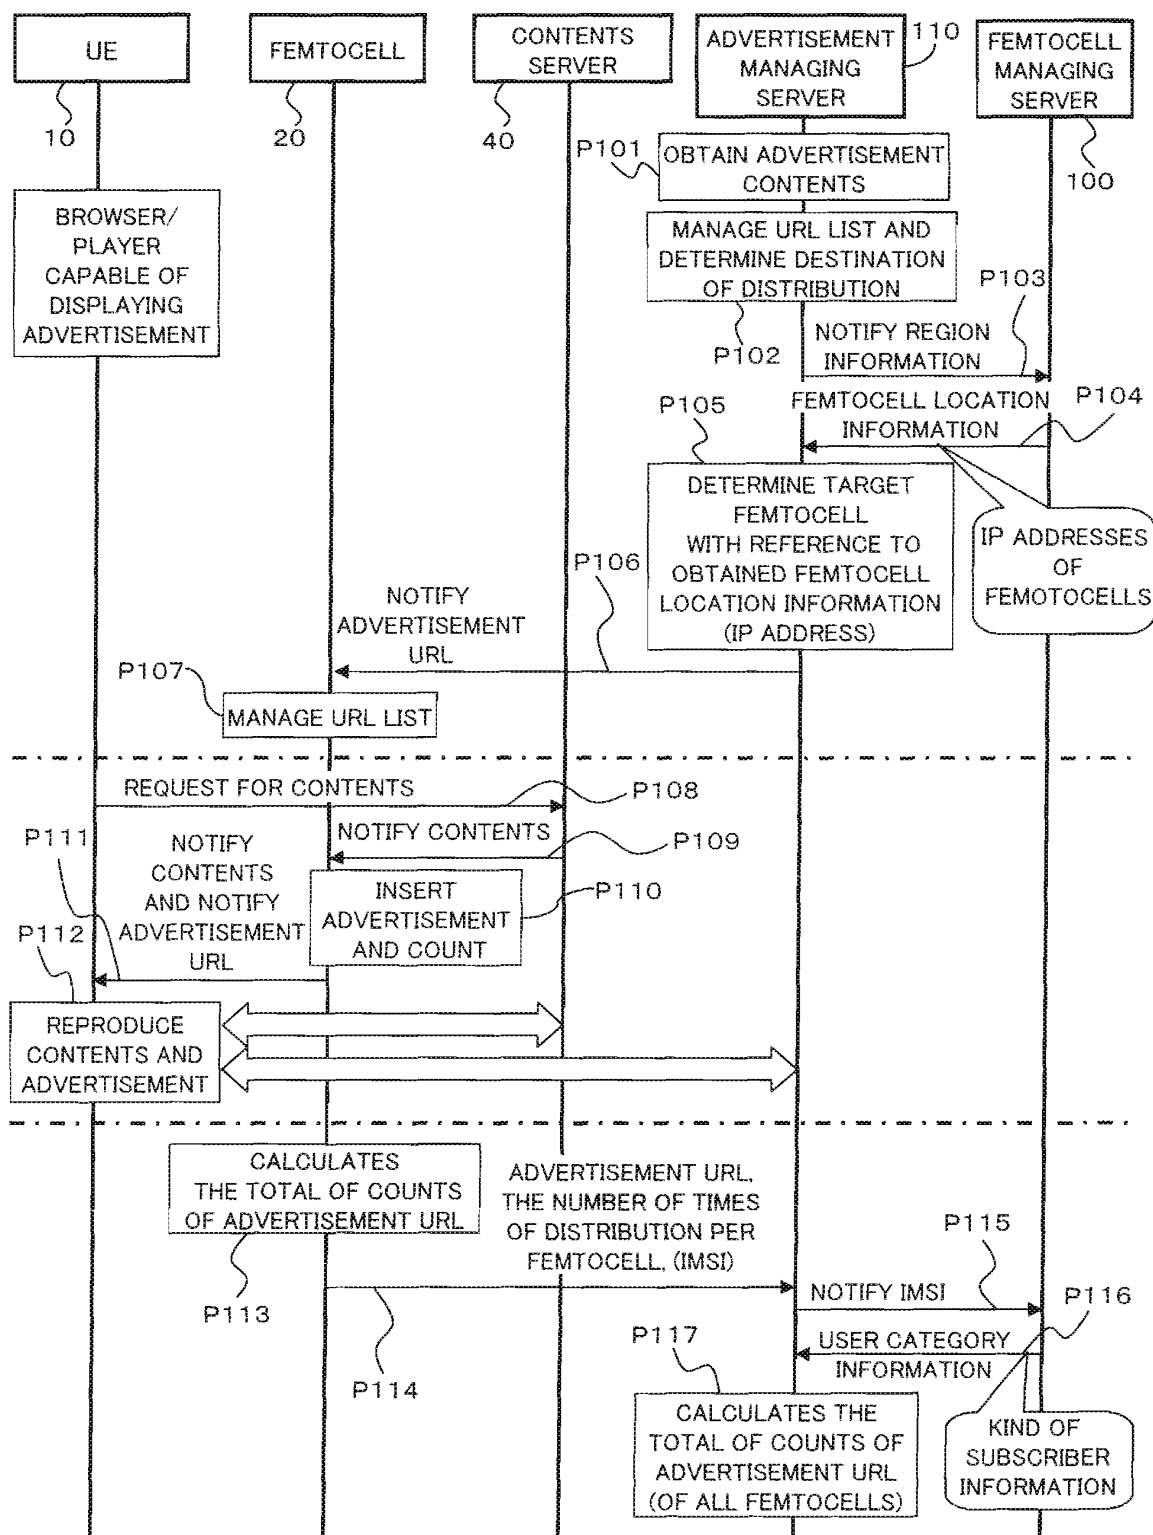 UE
FEMTOCELL
CONTENTS
SERVER
ADVERTISEMENT
MANAGING
SERVER
110
FEMTOCELL
MANAGING
SERVER
10
20
40
100
P101
OBTAIN ADVERTISEMENT
CONTENTS
BROWSER/
PLAYER
CAPABLE OF
DISPLAYING
ADVERTISEMENT
MANAGE URL LIST AND
DETERMINE DESTINATION
OF DISTRIBUTION
P102
P103
NOTIFY REGION
INFORMATION
P105
FEMTOCELL LOCATION
INFORMATION
P104
DETERMINE TARGET
FEMTOCELL
WITH REFERENCE TO
OBTAINED FEMTOCELL
LOCATION INFORMATION
(IP ADDRESS)
IP ADDRESSES
OF
FEMOTOCELLS
P106
NOTIFY
ADVERTISEMENT
URL
P107
MANAGE URL LIST
REQUEST FOR CONTENTS
P108
NOTIFY CONTENTS
P109
P111
NOTIFY
CONTENTS
AND NOTIFY
ADVERTISEMENT
URL
INSERT
ADVERTISEMENT
AND COUNT
P110
P112
REPRODUCE
CONTENTS AND
ADVERTISEMENT
CALCULATES
THE TOTAL OF COUNTS
OF ADVERTISEMENT URL
P113
ADVERTISEMENT URL,
THE NUMBER OF TIMES
OF DISTRIBUTION PER
FEMTOCELL, (IMSI)
P114
P115
NOTIFY IMSI
P116
P117
USER CATEGORY
INFORMATION
CALCULATES THE
TOTAL OF COUNTS OF
ADVERTISEMENT URL
(OF ALL FEMTOCELLS)
KIND OF
SUBSCRIBER
INFORMATION